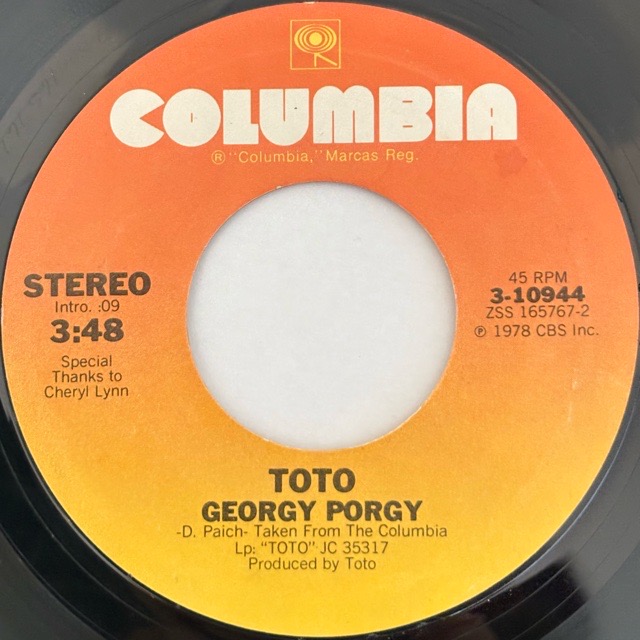 COLUMBIA
® "Columbia," Marcas Reg.
STEREO
Intro. :09
3:48
Special
Thanks to
Cheryl Lynn
45 RPM
3-10944
ZSS 165767-2
℗ 1978 CBS Inc.
TOTO
GEORGY PORGY
-D. Paich- Taken From The Columbia
Lp: "TOTO" JC 35317
Produced by Toto